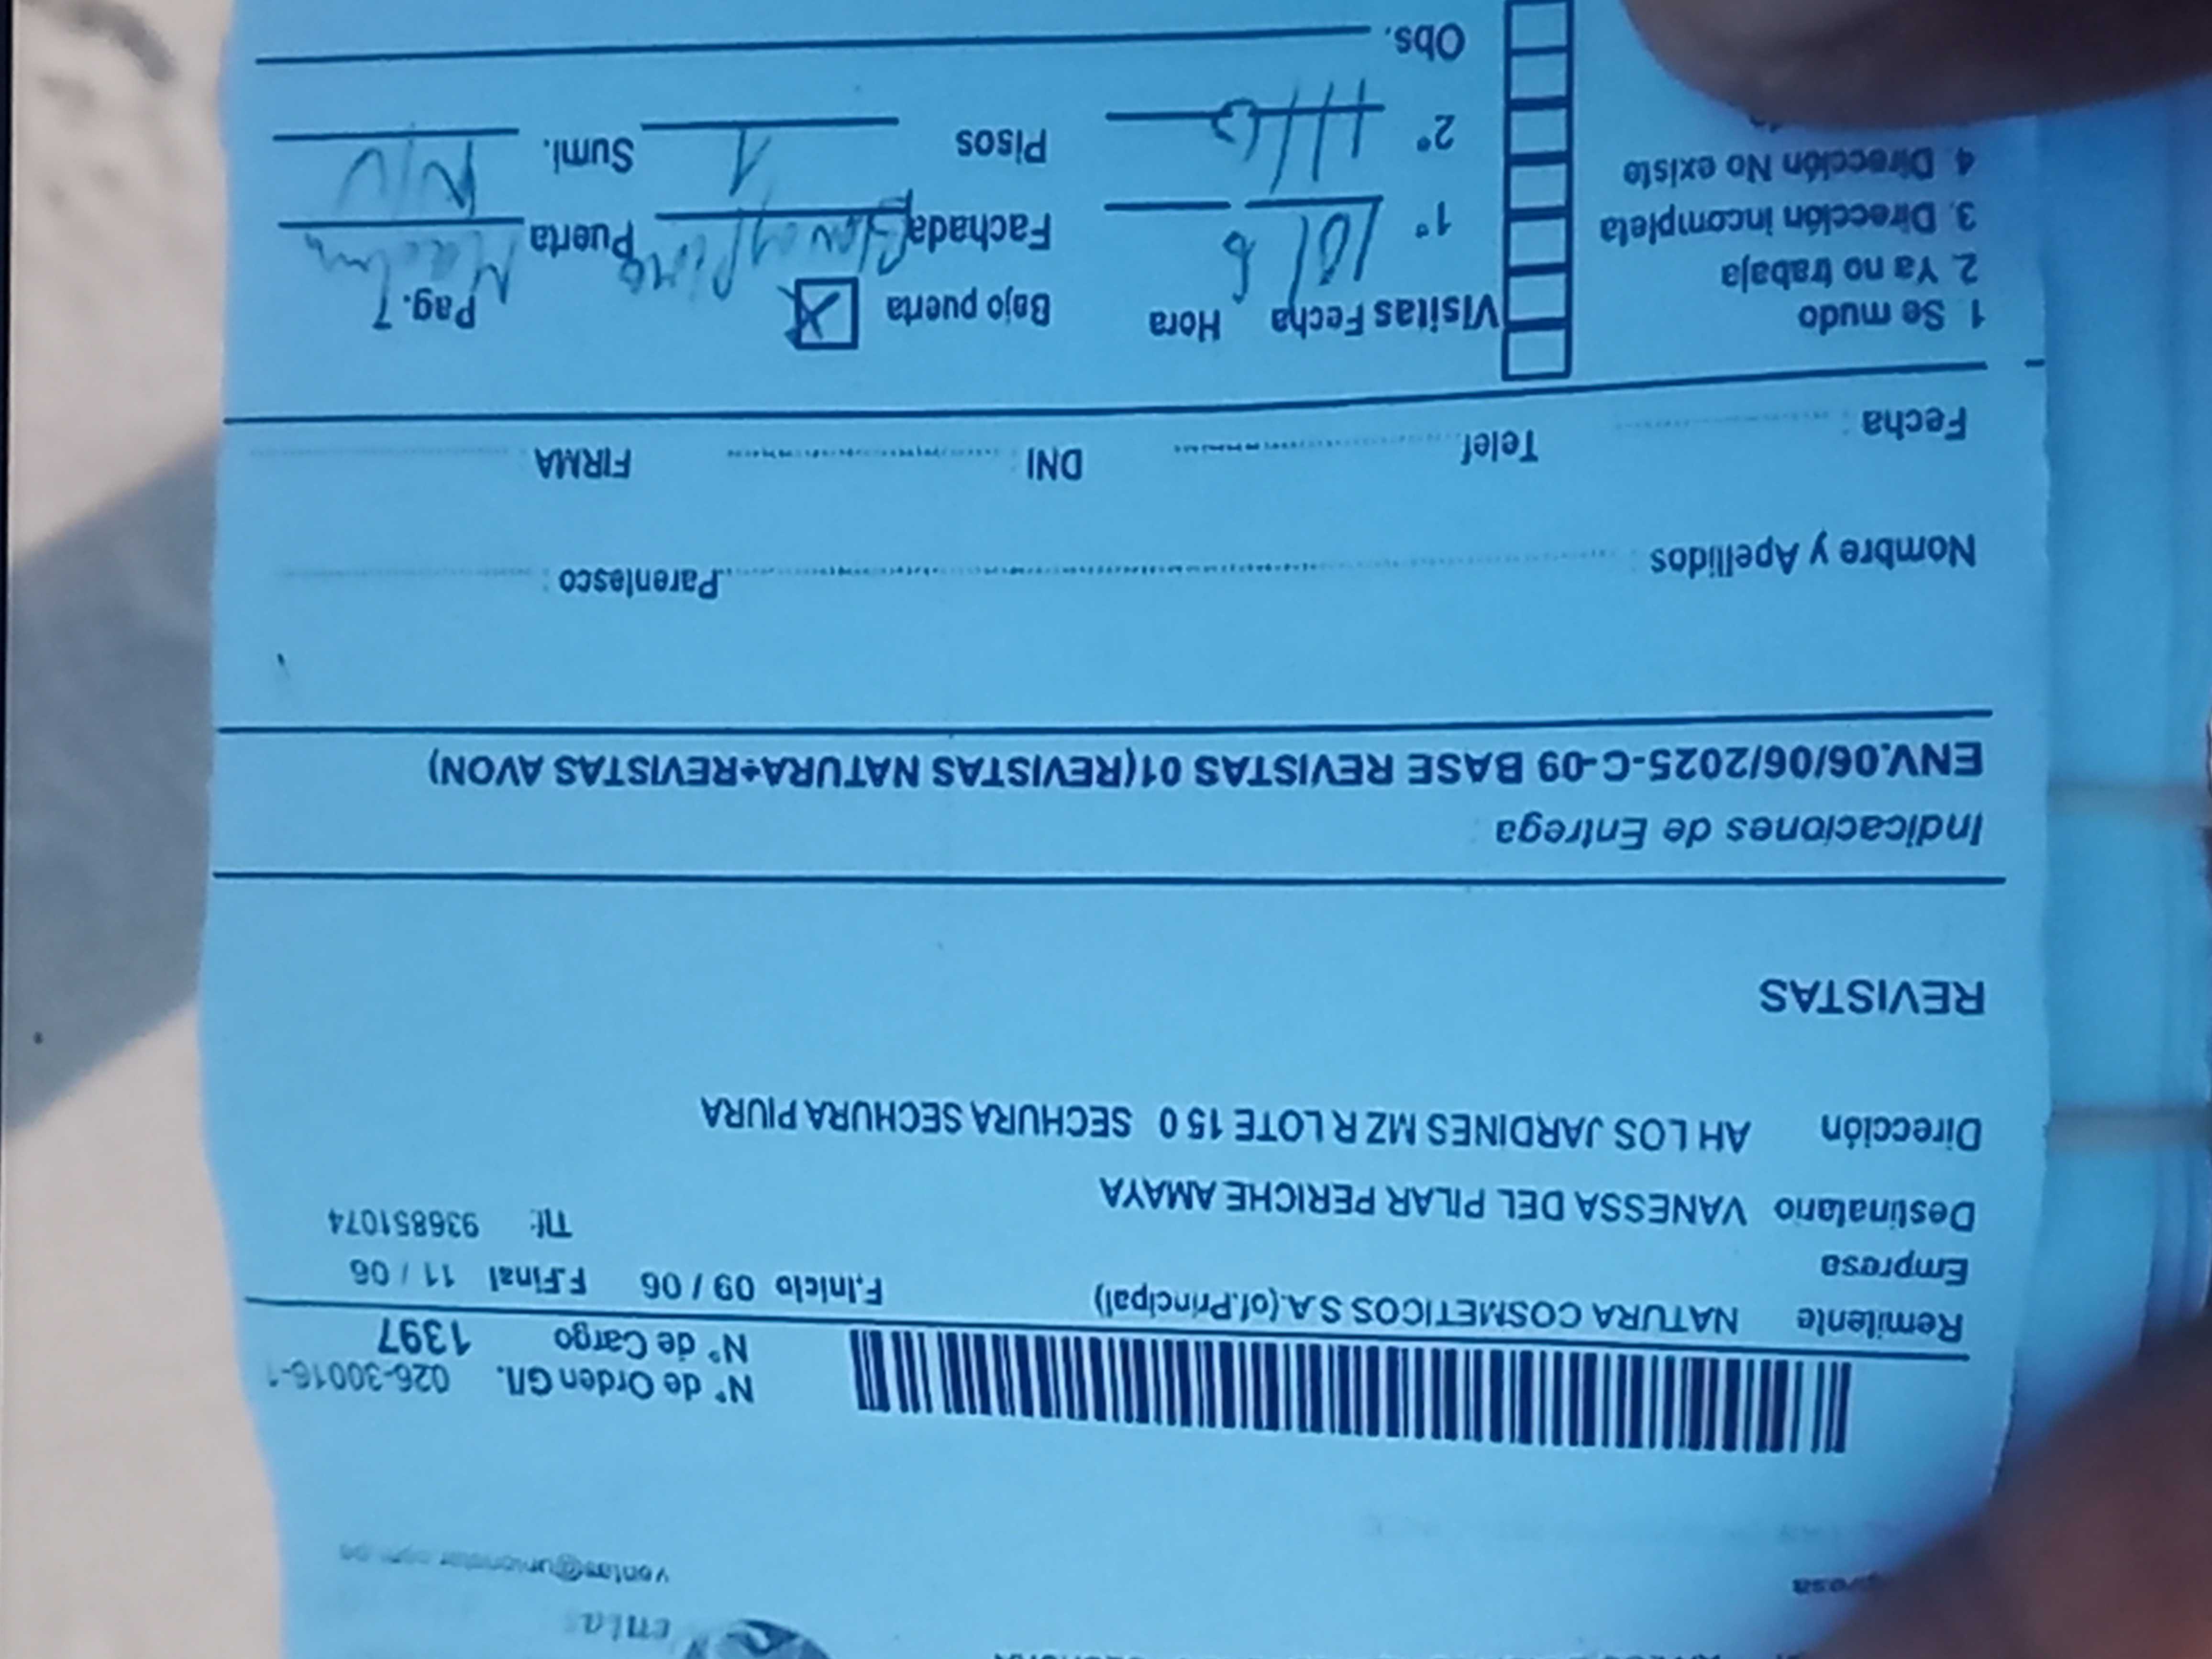 N° de Orden G/I. 026-30016-1
N° de Cargo 1397
Remitente NATURA COSMETICOS S.A.(of.Principal) F.Inicio 09 / 06 F.Final 11 / 06
Empresa
Destinatario VANESSA DEL PILAR PERICHE AMAYA Tlf: 936851074
Dirección AH LOS JARDINES MZ R LOTE 15 0 SECHURA SECHURA PIURA
REVISTAS
Indicaciones de Entrega :
ENV.06/06/2025-C-09 BASE REVISTAS 01(REVISTAS NATURA+REVISTAS AVON)
Nombre y Apellidos : Parentesco :
Fecha : Telef. DNI : FIRMA :
1 Se mudo Visitas Fecha Hora Bajo puerta X Pag. 7
2. Ya no trabaja
3. Dirección incompleta 1° 10/6 Fachada Puerta
4 Dirección No existe 2° 11/6 Pisos 1 Sumi. N/V
Obs.